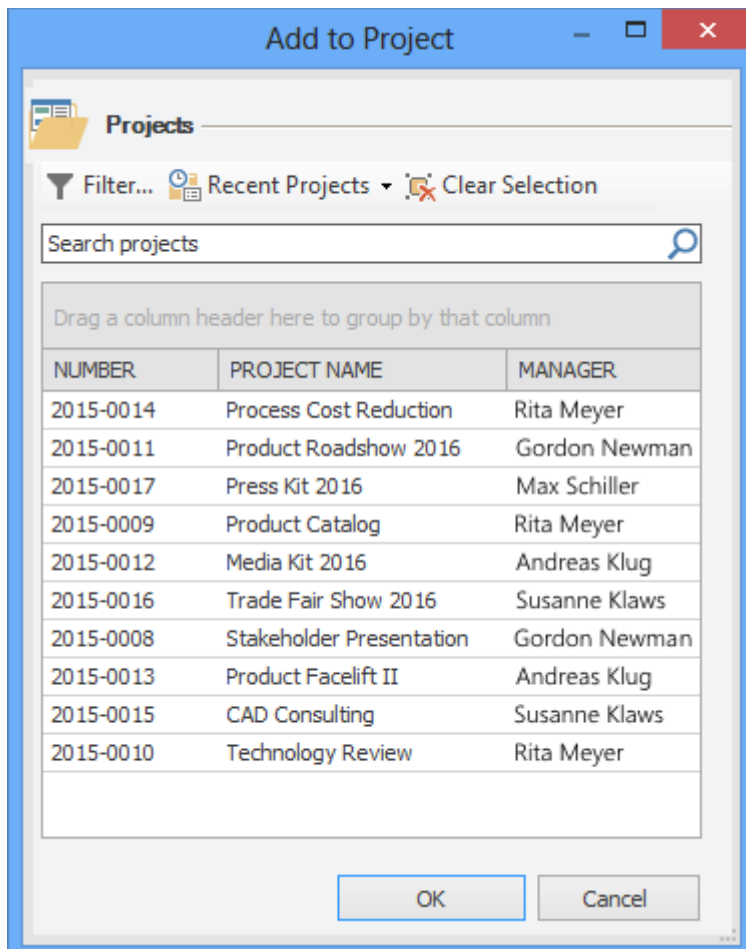 Add to Project
Projects
Filter... Recent Projects Clear Selection
Search projects
Drag a column header here to group by that column
NUMBER PROJECT NAME MANAGER
2015-0014 Process Cost Reduction Rita Meyer
2015-0011 Product Roadshow 2016 Gordon Newman
2015-0017 Press Kit 2016 Max Schiller
2015-0009 Product Catalog Rita Meyer
2015-0012 Media Kit 2016 Andreas Klug
2015-0016 Trade Fair Show 2016 Susanne Klaws
2015-0008 Stakeholder Presentation Gordon Newman
2015-0013 Product Facelift II Andreas Klug
2015-0015 CAD Consulting Susanne Klaws
2015-0010 Technology Review Rita Meyer
OK Cancel